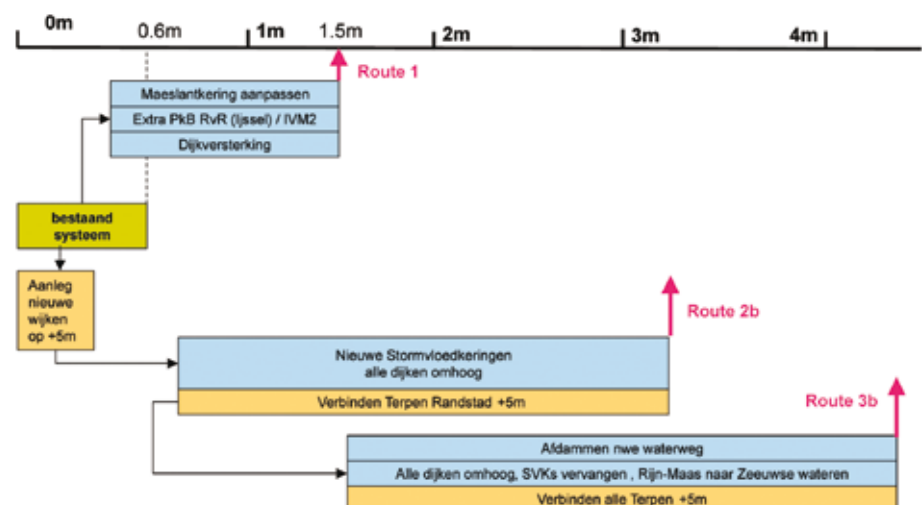 0m
0.6m
1m
1.5m
2m
3m
4m
Route 1
Maeslantkering aanpassen
Extra PkB RvR (Ijssel) / IVM2
Dijkversterking
bestaand
systeem
Aanleg
nieuwe
wijken
op +5m
Route 2b
Nieuwe Stormvloedkeringen
alle dijken omhoog
Verbinden Terpen Randstad +5m
Route 3b
Afdammen nwe waterweg
Alle dijken omhoog, SVKs vervangen , Rijn-Maas naar Zeeuwse wateren
Verbinden alle Terpen +5m